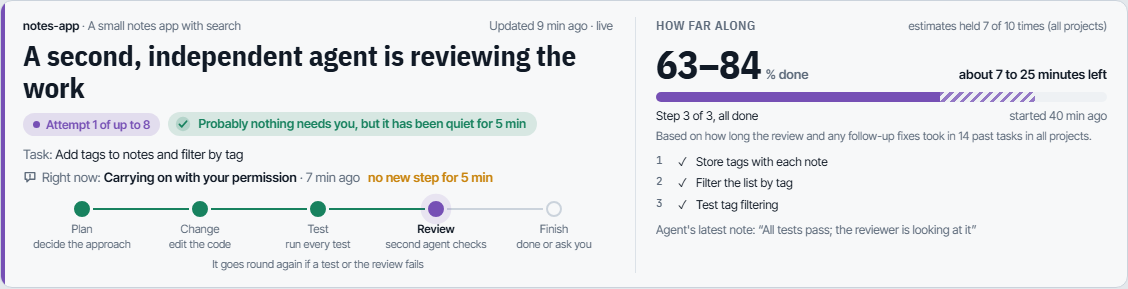 notes-app · A small notes app with search
Updated 9 min ago · live
A second, independent agent is reviewing the
work
Attempt 1 of up to 8
Probably nothing needs you, but it has been quiet for 5 min
Task: Add tags to notes and filter by tag
Right now: Carrying on with your permission · 7 min ago no new step for 5 min
Plan
decide the approach
Change
edit the code
Test
run every test
Review
second agent checks
Finish
done or ask you
It goes round again if a test or the review fails
HOW FAR ALONG
estimates held 7 of 10 times (all projects)
63–84 % done
about 7 to 25 minutes left
Step 3 of 3, all done
started 40 min ago
Based on how long the review and any follow-up fixes took in 14 past tasks in all projects.
1 ✓ Store tags with each note
2 ✓ Filter the list by tag
3 ✓ Test tag filtering
Agent's latest note: “All tests pass; the reviewer is looking at it”